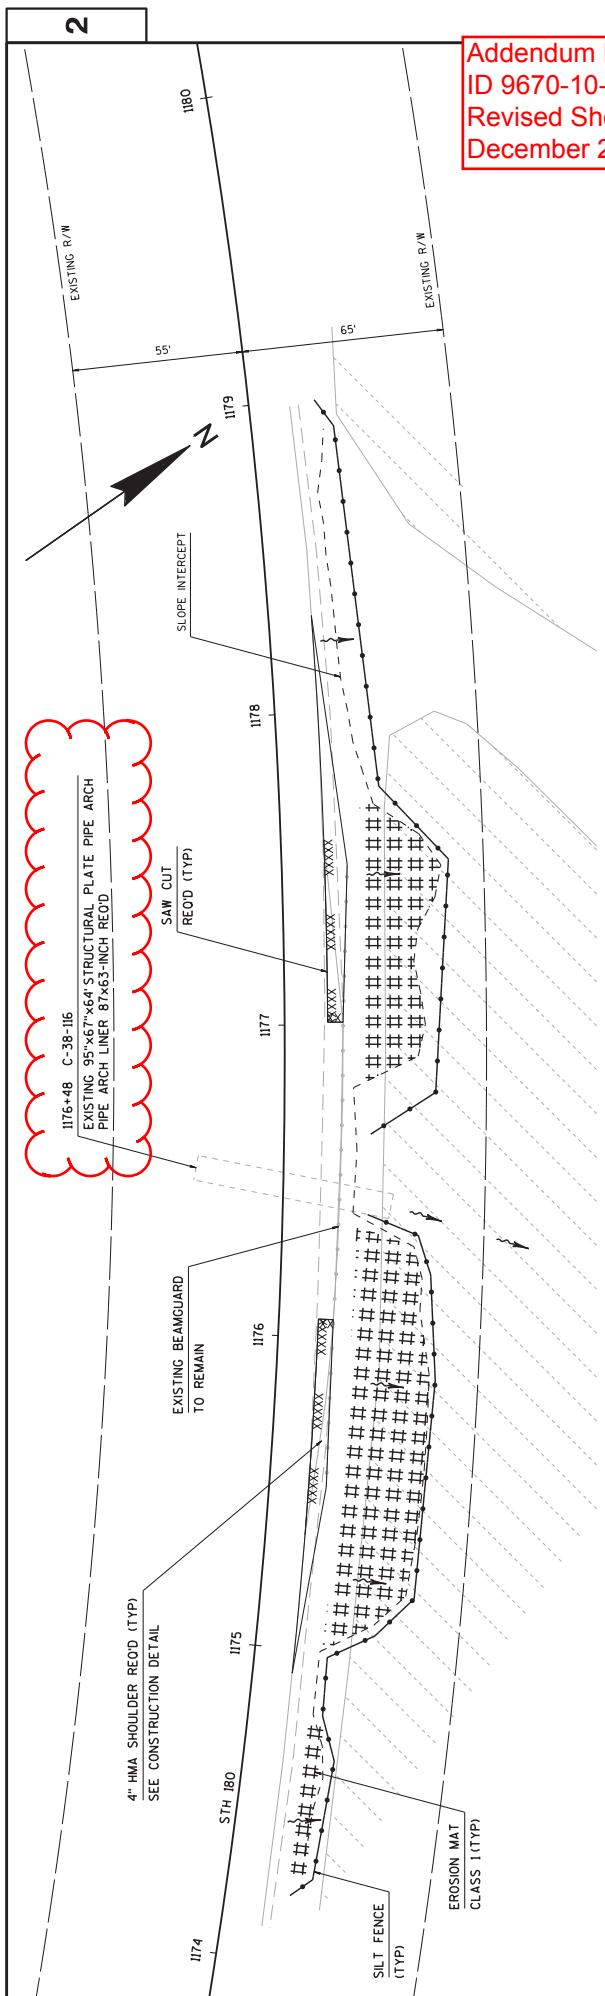 2
Addendum
ID 9670-10-
Revised
December 2
1180
EXISTING R/W
EXISTING R/W
55'
65'
1179
N
SLOPE INTERCEPT
1178
1176+48 C-38-116
EXISTING 95"x67"x64' STRUCTURAL PLATE PIPE ARCH
PIPE ARCH LINER 87x63-INCH REQ'D
SAW CUT
REQ'D (TYP)
1177
EXISTING BEAMGUARD
TO REMAIN
1176
4" HMA SHOULDER REQ'D (TYP)
SEE CONSTRUCTION DETAIL
1175
STH 180
EROSION MAT
CLASS 1 (TYP)
SILT FENCE
(TYP)
1174